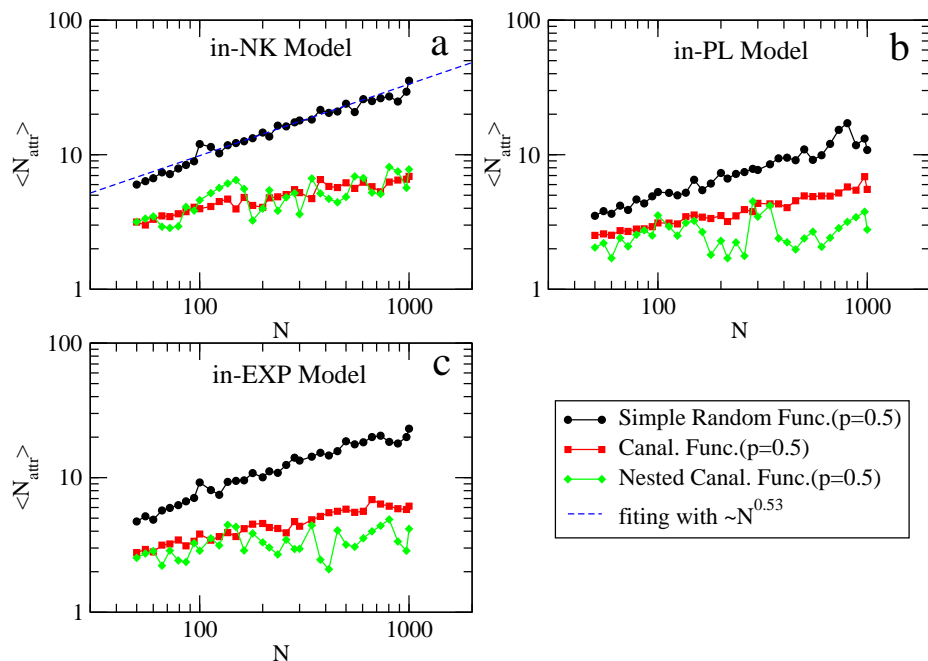 100
in-NK Model
a
10
<N_attr>
1
100
1000
N
100
in-PL Model
b
10
<N_attr>
1
100
1000
N
100
in-EXP Model
c
10
<N_attr>
1
100
1000
N
Simple Random Func.(p=0.5)
Canal. Func.(p=0.5)
Nested Canal. Func.(p=0.5)
fitting with ~N^0.53